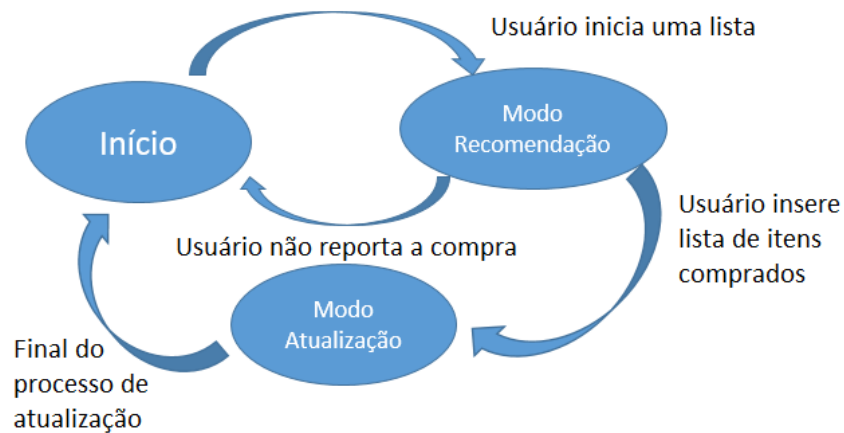 Usuário inicia uma lista
Início
Modo
Recomendação
Usuário insere
lista de itens
comprados
Usuário não reporta a compra
Modo
Atualização
Final do
processo de
atualização